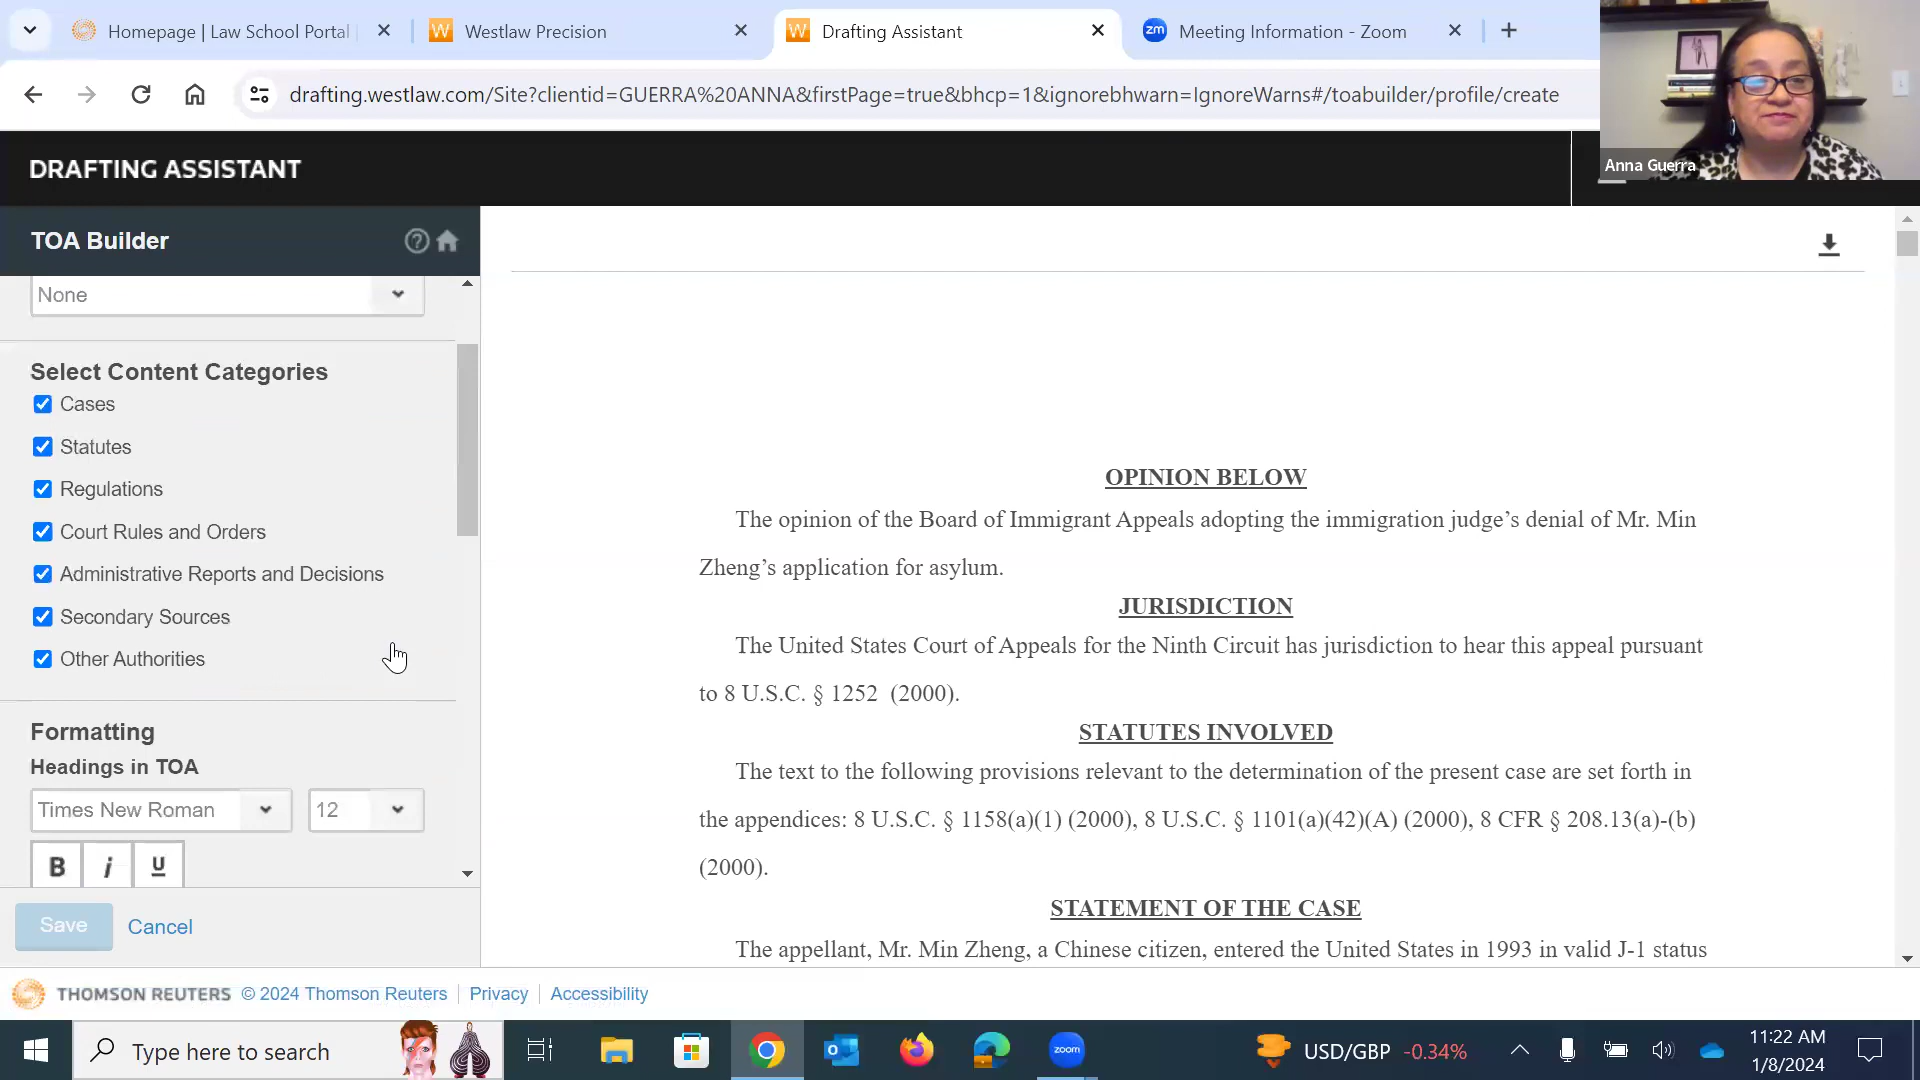 Homepage | Law School Portal
W Westlaw Precision
W Drafting Assistant
zm Meeting Information - Zoom
drafting.westlaw.com/Site?clientid=GUERRA%20ANNA&firstPage=true&bhcp=1&ignorebhwarn=IgnoreWarns#/toabuilder/profile/create
Anna Guerra
DRAFTING ASSISTANT
TOA Builder
?
None
Select Content Categories
Cases
Statutes
Regulations
Court Rules and Orders
Administrative Reports and Decisions
Secondary Sources
Other Authorities
Formatting
Headings in TOA
Times New Roman
12
B i U
Save
Cancel
OPINION BELOW
The opinion of the Board of Immigrant Appeals adopting the immigration judge’s denial of Mr. Min
Zheng’s application for asylum.
JURISDICTION
The United States Court of Appeals for the Ninth Circuit has jurisdiction to hear this appeal pursuant
to 8 U.S.C. § 1252 (2000).
STATUTES INVOLVED
The text to the following provisions relevant to the determination of the present case are set forth in
the appendices: 8 U.S.C. § 1158(a)(1) (2000), 8 U.S.C. § 1101(a)(42)(A) (2000), 8 CFR § 208.13(a)-(b)
(2000).
STATEMENT OF THE CASE
The appellant, Mr. Min Zheng, a Chinese citizen, entered the United States in 1993 in valid J-1 status
THOMSON REUTERS © 2024 Thomson Reuters Privacy Accessibility
Type here to search
zoom
USD/GBP -0.34%
11:22 AM
1/8/2024